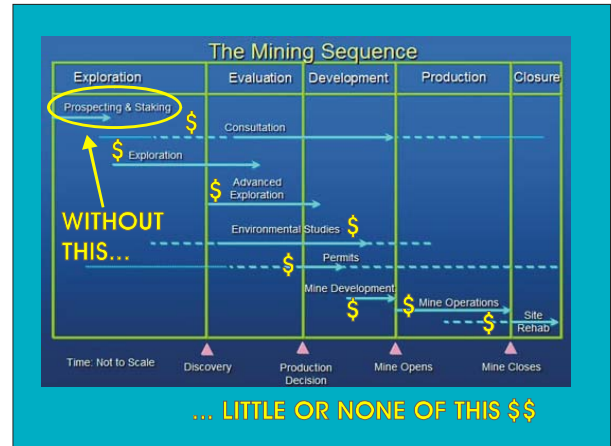 The Mining Sequence
Exploration Evaluation Development Production Closure
Prospecting & Staking
$ Consultation
$ Exploration
$ Advanced
Exploration
WITHOUT
THIS...
Environmental Studies $
$ Permits
Mine Development
$ $ Mine Operations
$ Site
Rehab
Time: Not to Scale
Discovery Production
Decision Mine Opens Mine Closes
... LITTLE OR NONE OF THIS $$